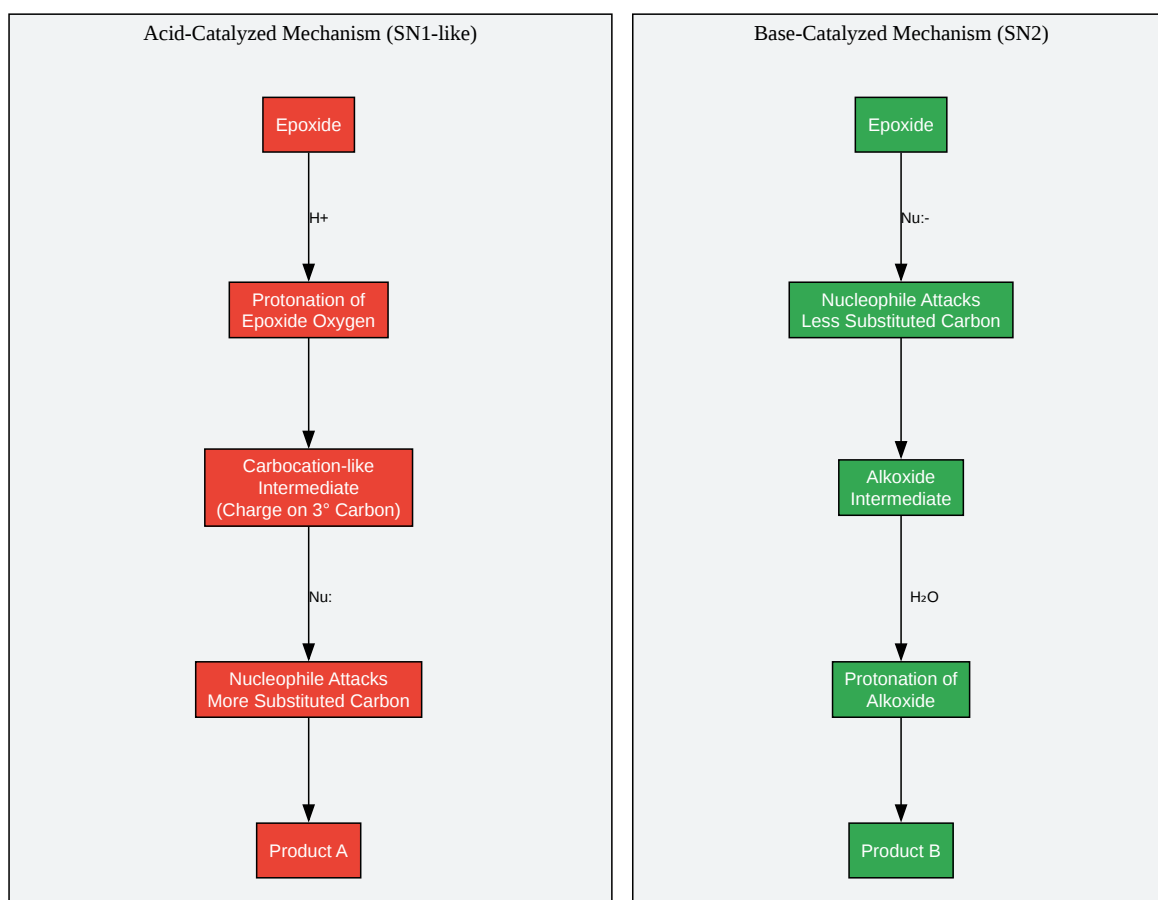 Acid-Catalyzed Mechanism (SN1-like)
Epoxide
H+
Protonation of
Epoxide Oxygen
Carbocation-like
Intermediate
(Charge on 3° Carbon)
Nu:
Nucleophile Attacks
More Substituted Carbon
Product A
Base-Catalyzed Mechanism (SN2)
Epoxide
Nu:-
Nucleophile Attacks
Less Substituted Carbon
Alkoxide
Intermediate
H₂O
Protonation of
Alkoxide
Product B